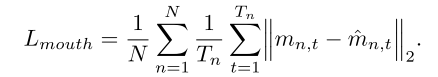 $L_{mouth} = \frac{1}{N} \sum_{n=1}^{N} \frac{1}{T_n} \sum_{t=1}^{T_n} \left\| m_{n,t} - \hat{m}_{n,t} \right\|_2.$